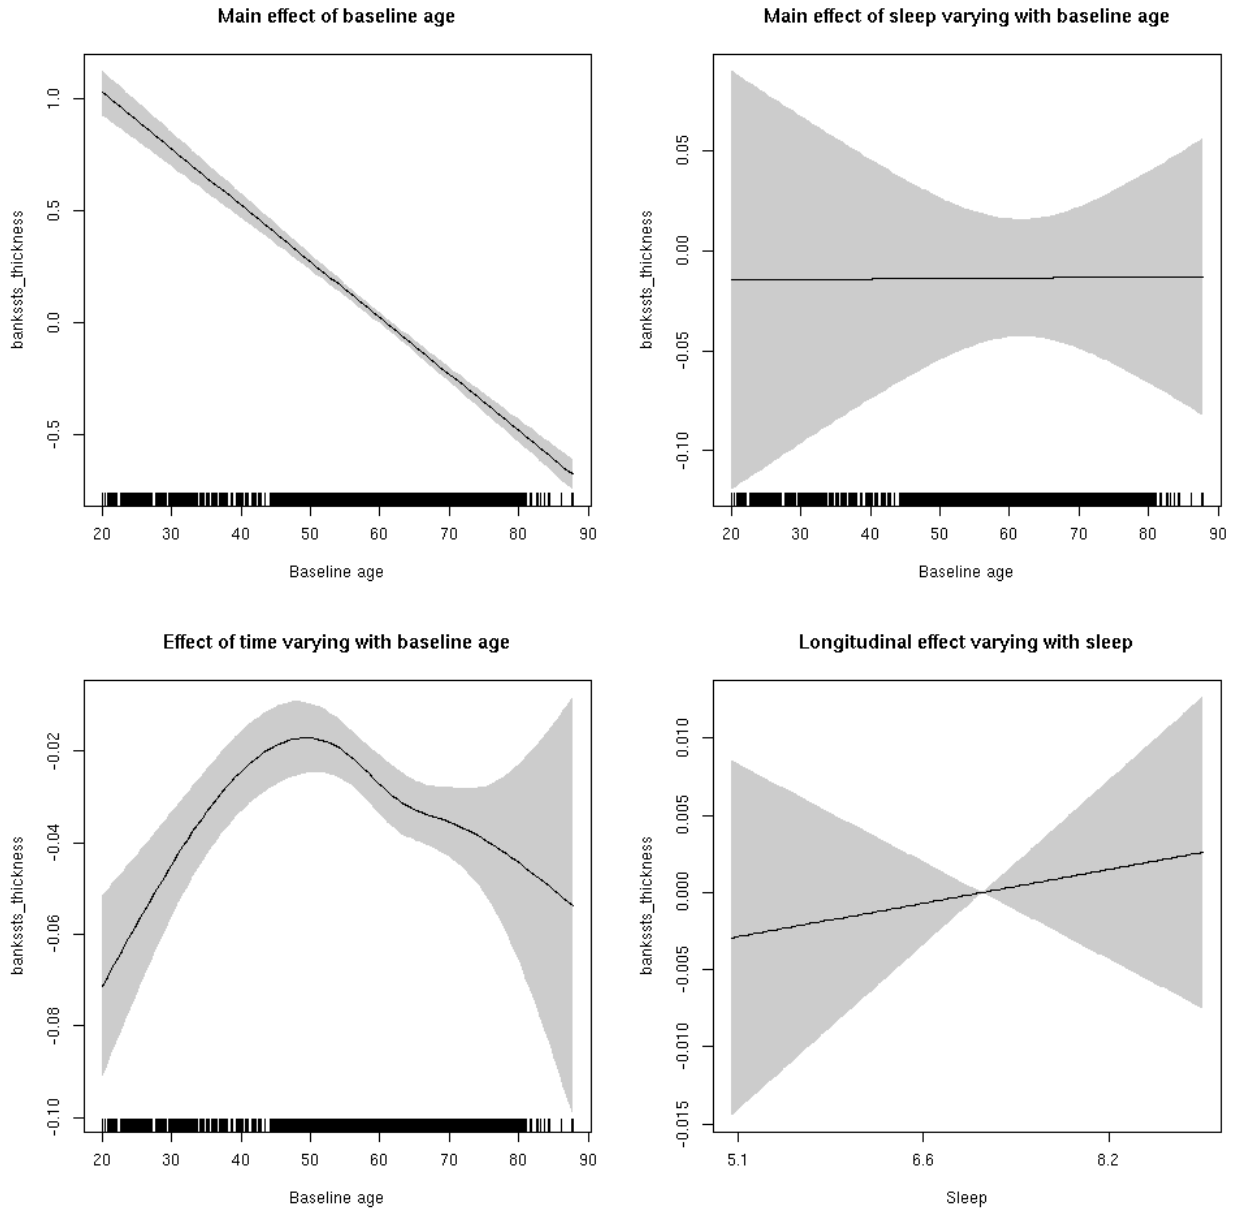 Main effect of baseline age
bankssts_thickness
1.0
0.5
0.0
-0.5
20 30 40 50 60 70 80 90
Baseline age
Main effect of sleep varying with baseline age
bankssts_thickness
0.05
0.00
-0.05
-0.10
20 30 40 50 60 70 80 90
Baseline age
Effect of time varying with baseline age
bankssts_thickness
-0.02
-0.04
-0.06
-0.08
-0.10
20 30 40 50 60 70 80 90
Baseline age
Longitudinal effect varying with sleep
bankssts_thickness
0.010
0.005
0.000
-0.005
-0.010
-0.015
5.1 6.6 8.2
Sleep